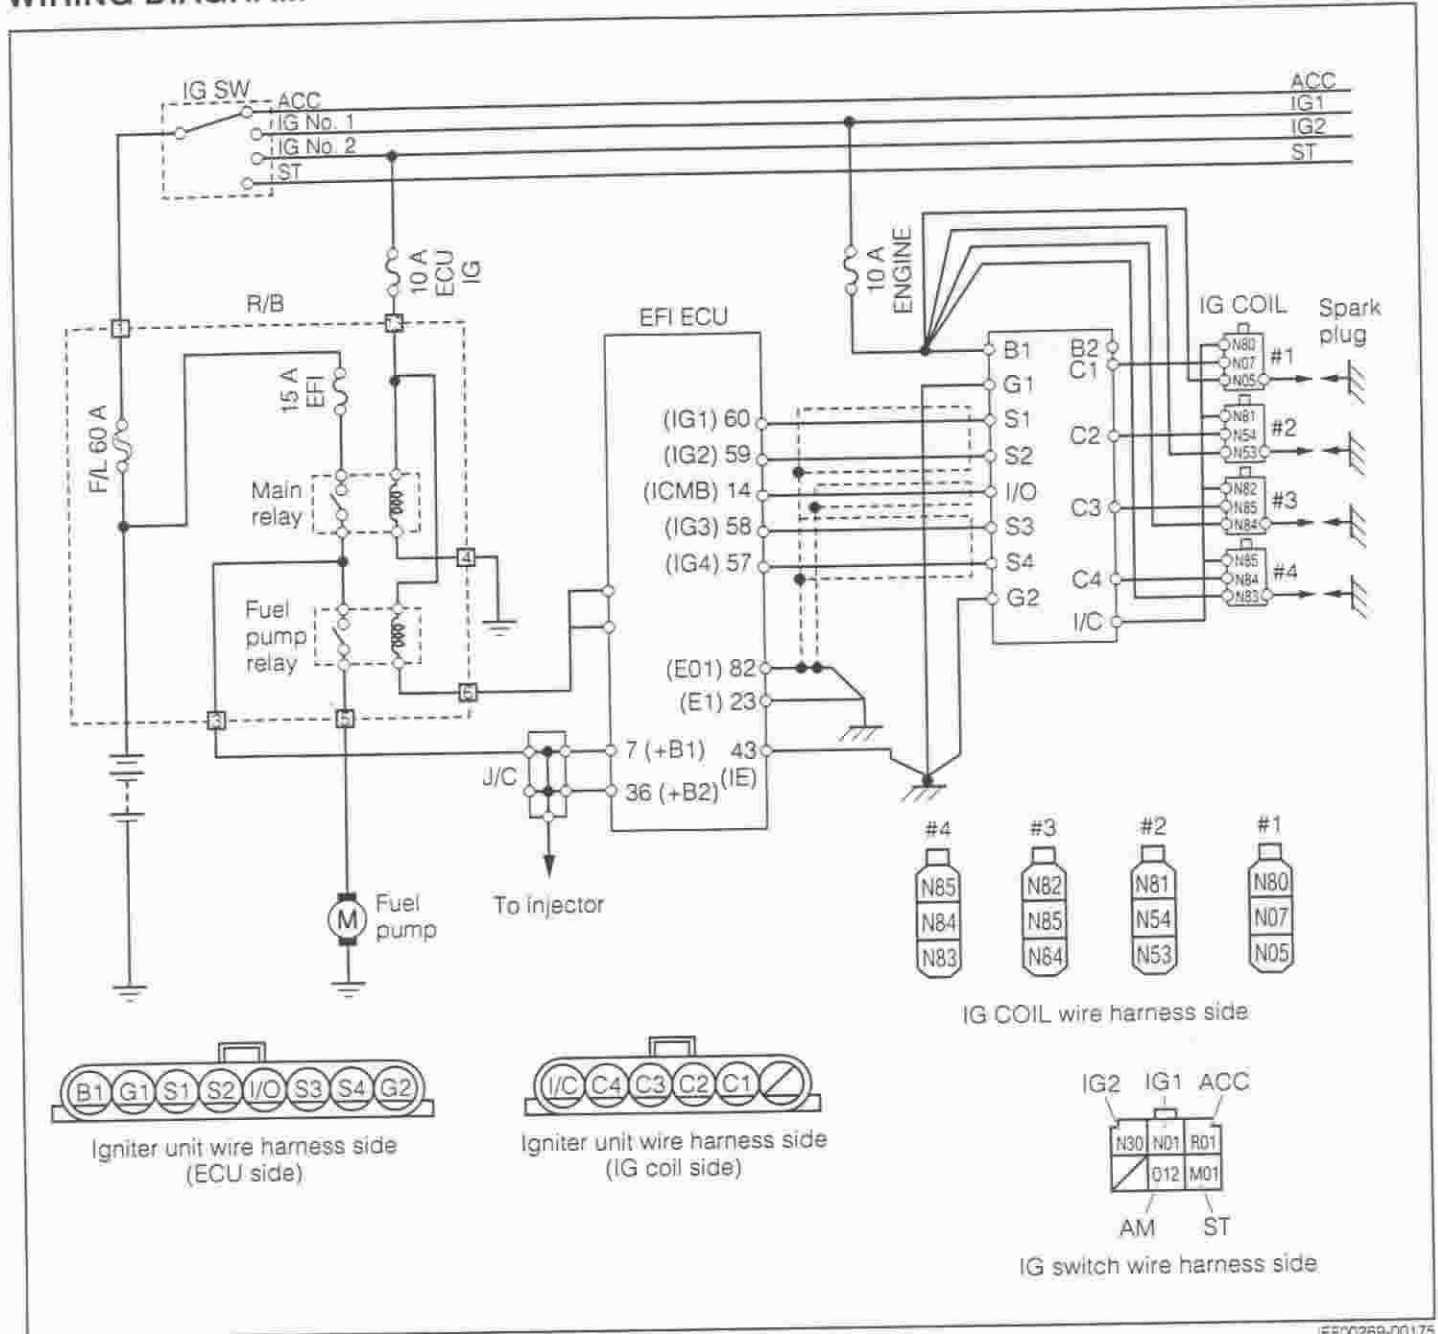 WIRING DIAGRAM
IG SW
ACC
IG No. 1
IG No. 2
ST
ACC
IG1
IG2
ST
10 A
ECU
IG
10 A
ENGINE
R/B
1
F/L 60 A
15 A
EFI
Main
relay
4
Fuel
pump
relay
6
3
5
EFI ECU
(IG1) 60
(IG2) 59
(ICMB) 14
(IG3) 58
(IG4) 57
(E01) 82
(E1) 23
7 (+B1)
43
(IE)
36 (+B2)
J/C
To injector
M
Fuel
pump
B1
G1
S1
S2
I/O
S3
S4
G2
B2
C1
C2
C3
C4
I/C
IG COIL
Spark
plug
N80
N07
N05
#1
N81
N54
N53
#2
N82
N85
N84
#3
N85
N84
N83
#4
#4
N85
N84
N83
#3
N82
N85
N64
#2
N81
N54
N53
#1
N80
N07
N05
IG COIL wire harness side
B1 G1 S1 S2 I/O S3 S4 G2
Igniter unit wire harness side
(ECU side)
I/C C4 C3 C2 C1
Igniter unit wire harness side
(IG coil side)
IG2 IG1 ACC
N30 N01 R01
012 M01
AM ST
IG switch wire harness side